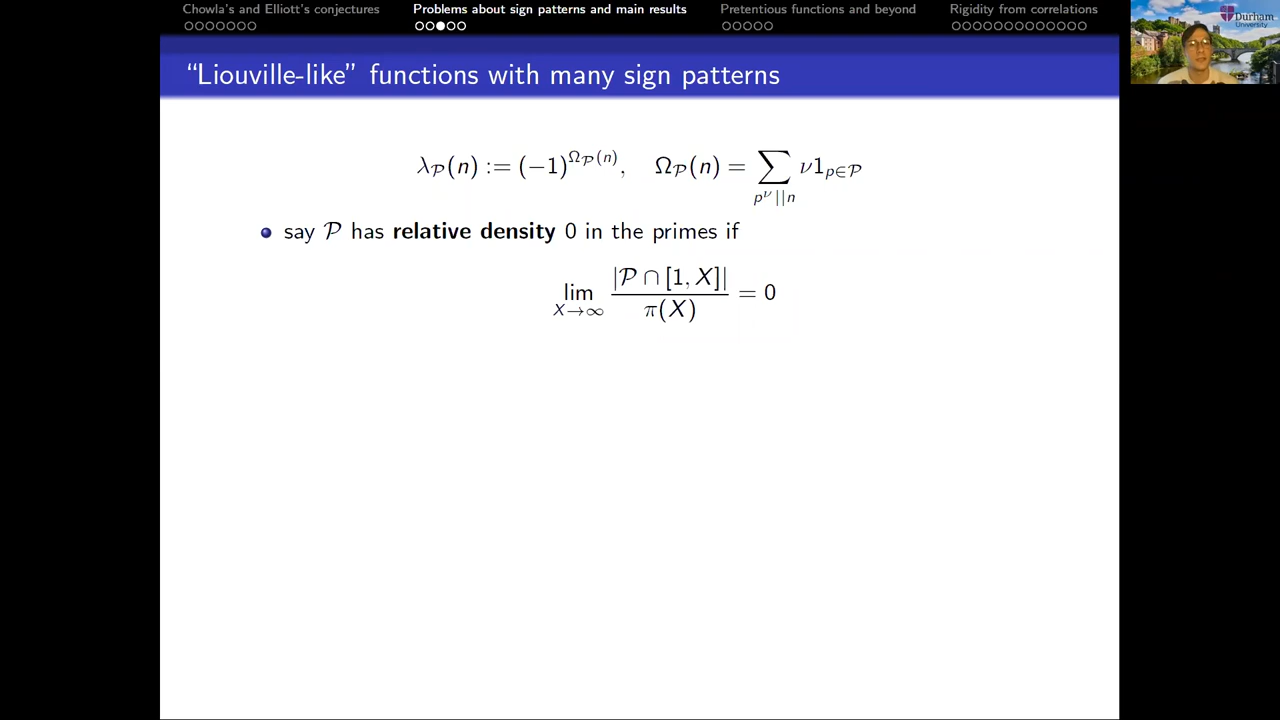 Chowla's and Elliott's conjectures
Problems about sign patterns and main results
Pretentious functions and beyond
Rigidity from correlations
Durham
University
“Liouville-like” functions with many sign patterns
λ_𝒫(n) := (−1)^{Ω_𝒫(n)},   Ω_𝒫(n) = ∑_{p^ν||n} ν1_{p∈𝒫}
say 𝒫 has relative density 0 in the primes if
lim_{X→∞} |𝒫 ∩ [1, X]| / π(X) = 0